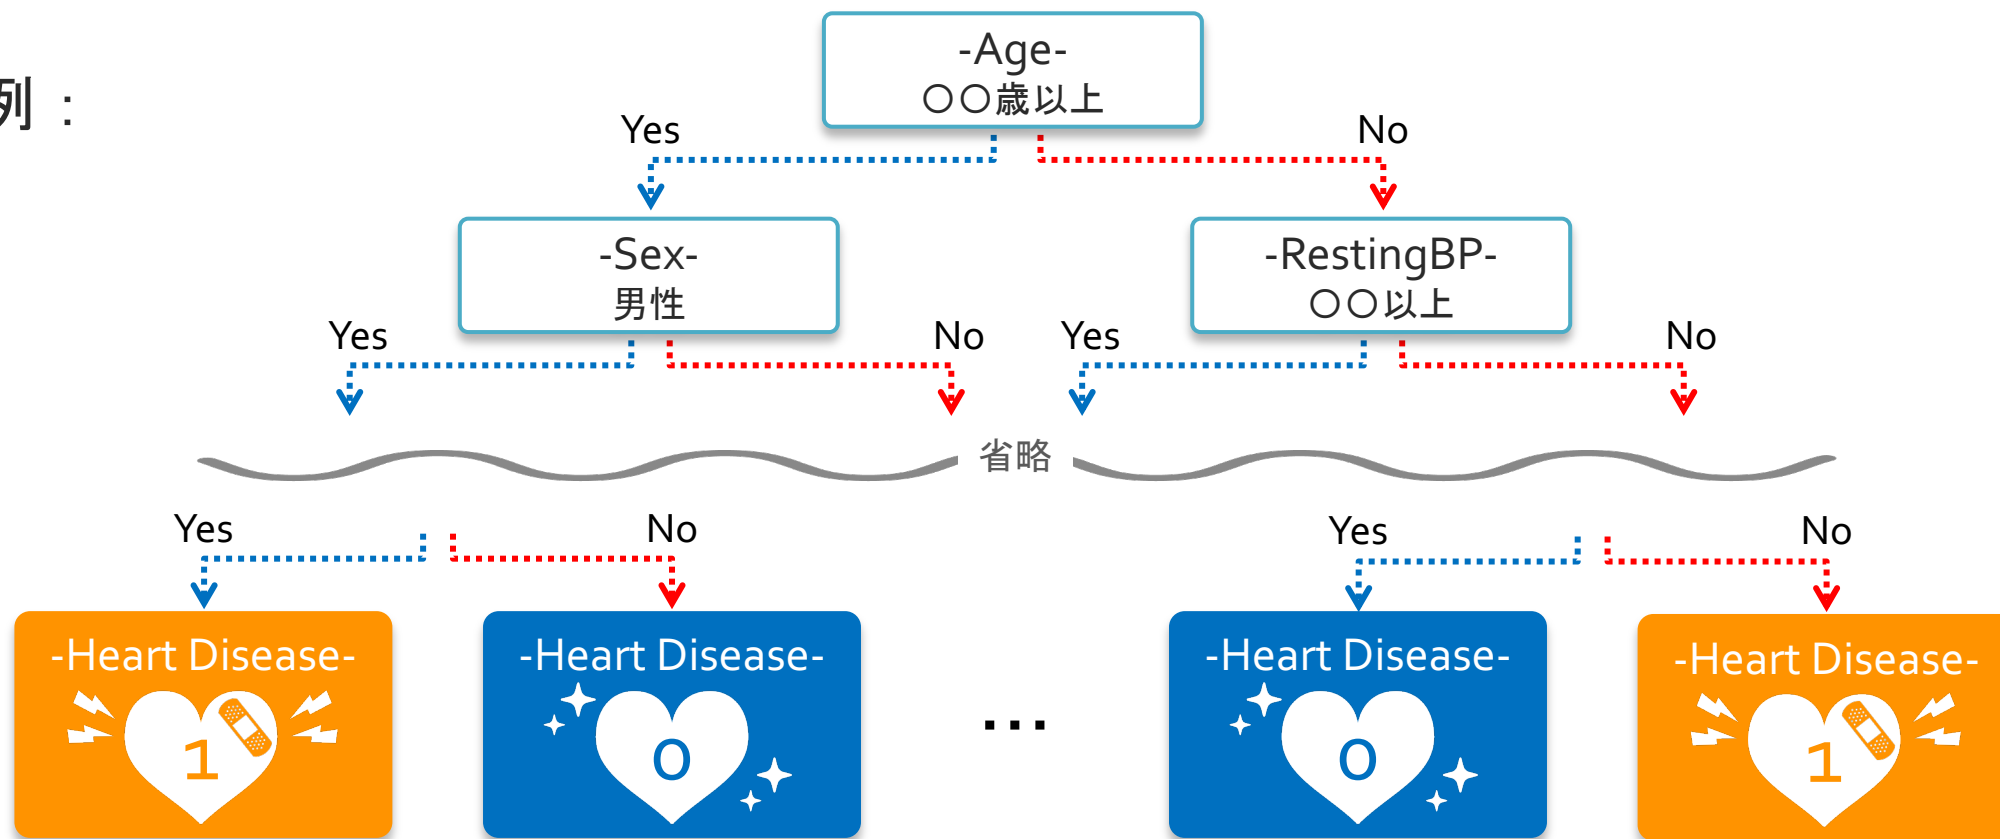 例：
-Age-
〇〇歳以上
Yes
No
-Sex-
男性
-RestingBP-
〇〇以上
Yes
No
Yes
No
省略
Yes
No
Yes
No
-Heart Disease-
1
-Heart Disease-
0
...
-Heart Disease-
0
-Heart Disease-
1